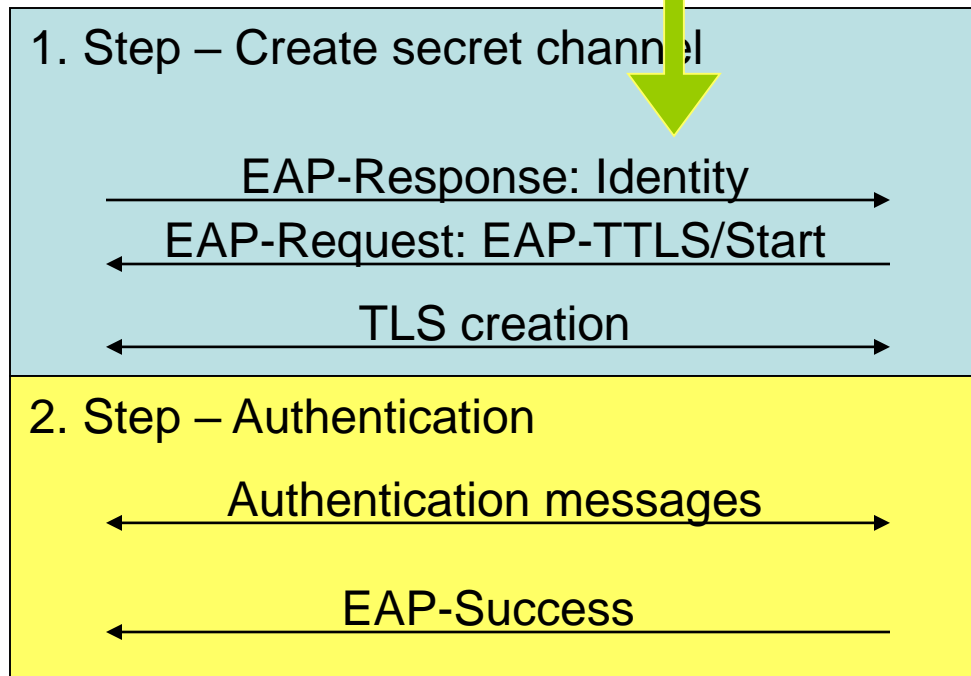 1. Step – Create secret channel
EAP-Response: Identity
EAP-Request: EAP-TTLS/Start
TLS creation
2. Step – Authentication
Authentication messages
EAP-Success